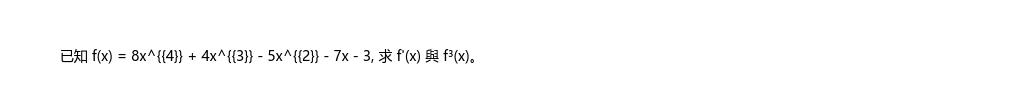 已知 f(x) = 8x^{{4}} + 4x^{{3}} - 5x^{{2}} - 7x - 3, 求 f'(x) 與 f³(x)。